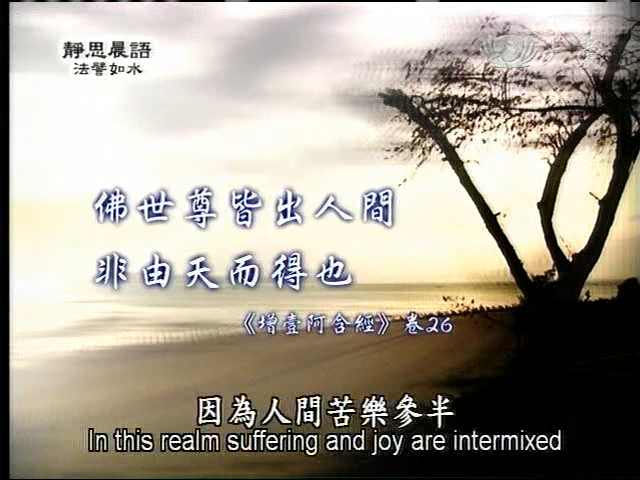 靜思晨語
法譬如水
佛世尊皆出人間
非由天而得也
《增壹阿含經》卷26
因為人間苦樂參半
In this realm suffering and joy are intermixed